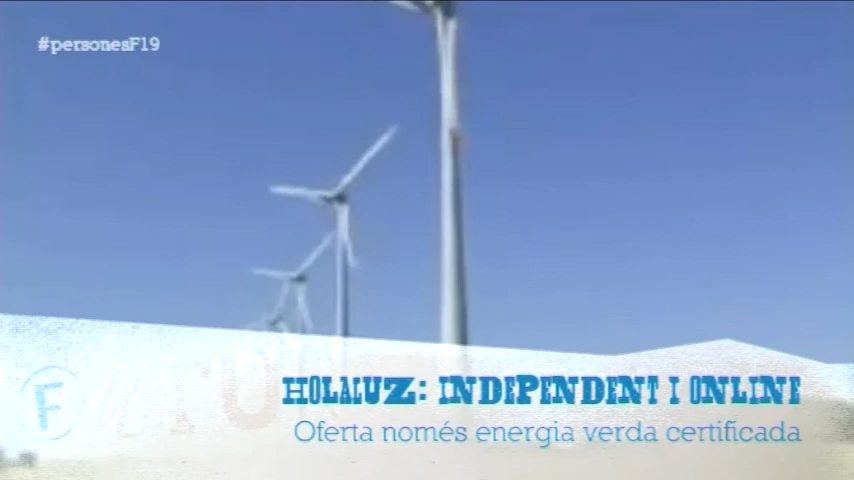 #personesF19
HOLALUZ: INDEPENDENT I ONLINE
Oferta només energia verda certificada
F